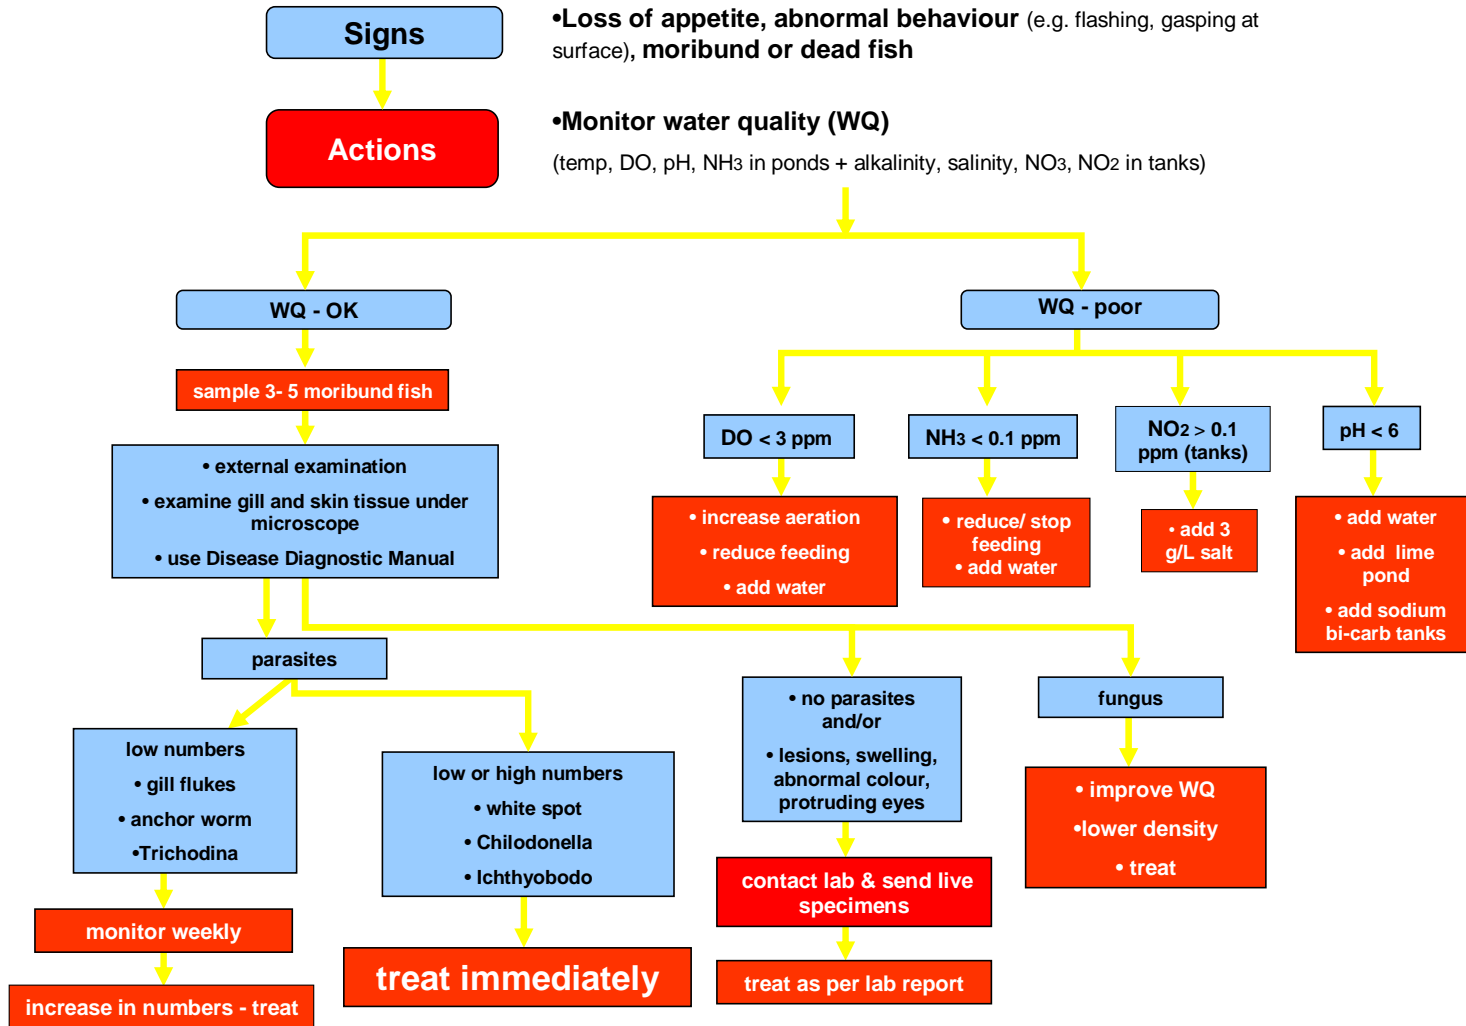 Signs
•Loss of appetite, abnormal behaviour (e.g. flashing, gasping at
surface), moribund or dead fish
Actions
•Monitor water quality (WQ)
(temp, DO, pH, NH3 in ponds + alkalinity, salinity, NO3, NO2 in tanks)
WQ - OK
WQ - poor
sample 3- 5 moribund fish
• external examination
• examine gill and skin tissue under
microscope
• use Disease Diagnostic Manual
DO < 3 ppm
NH3 < 0.1 ppm
NO2 > 0.1
ppm (tanks)
pH < 6
• increase aeration
• reduce feeding
• add water
• reduce/ stop
feeding
• add water
• add 3
g/L salt
• add water
• add lime
pond
• add sodium
bi-carb tanks
parasites
• no parasites
and/or
• lesions, swelling,
abnormal colour,
protruding eyes
fungus
low numbers
• gill flukes
• anchor worm
•Trichodina
low or high numbers
• white spot
• Chilodonella
• Ichthyobodo
• improve WQ
•lower density
• treat
contact lab & send live
specimens
monitor weekly
treat immediately
treat as per lab report
increase in numbers - treat